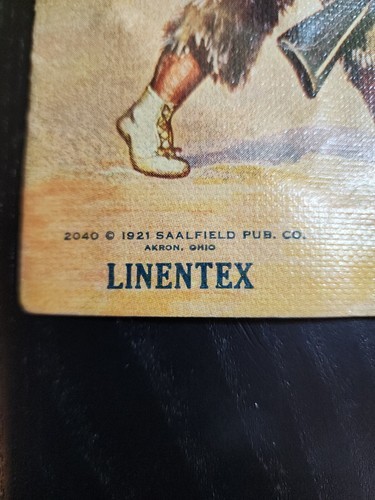 2040 © 1921 SAALFIELD PUB. CO.
AKRON, OHIO
LINENTEX